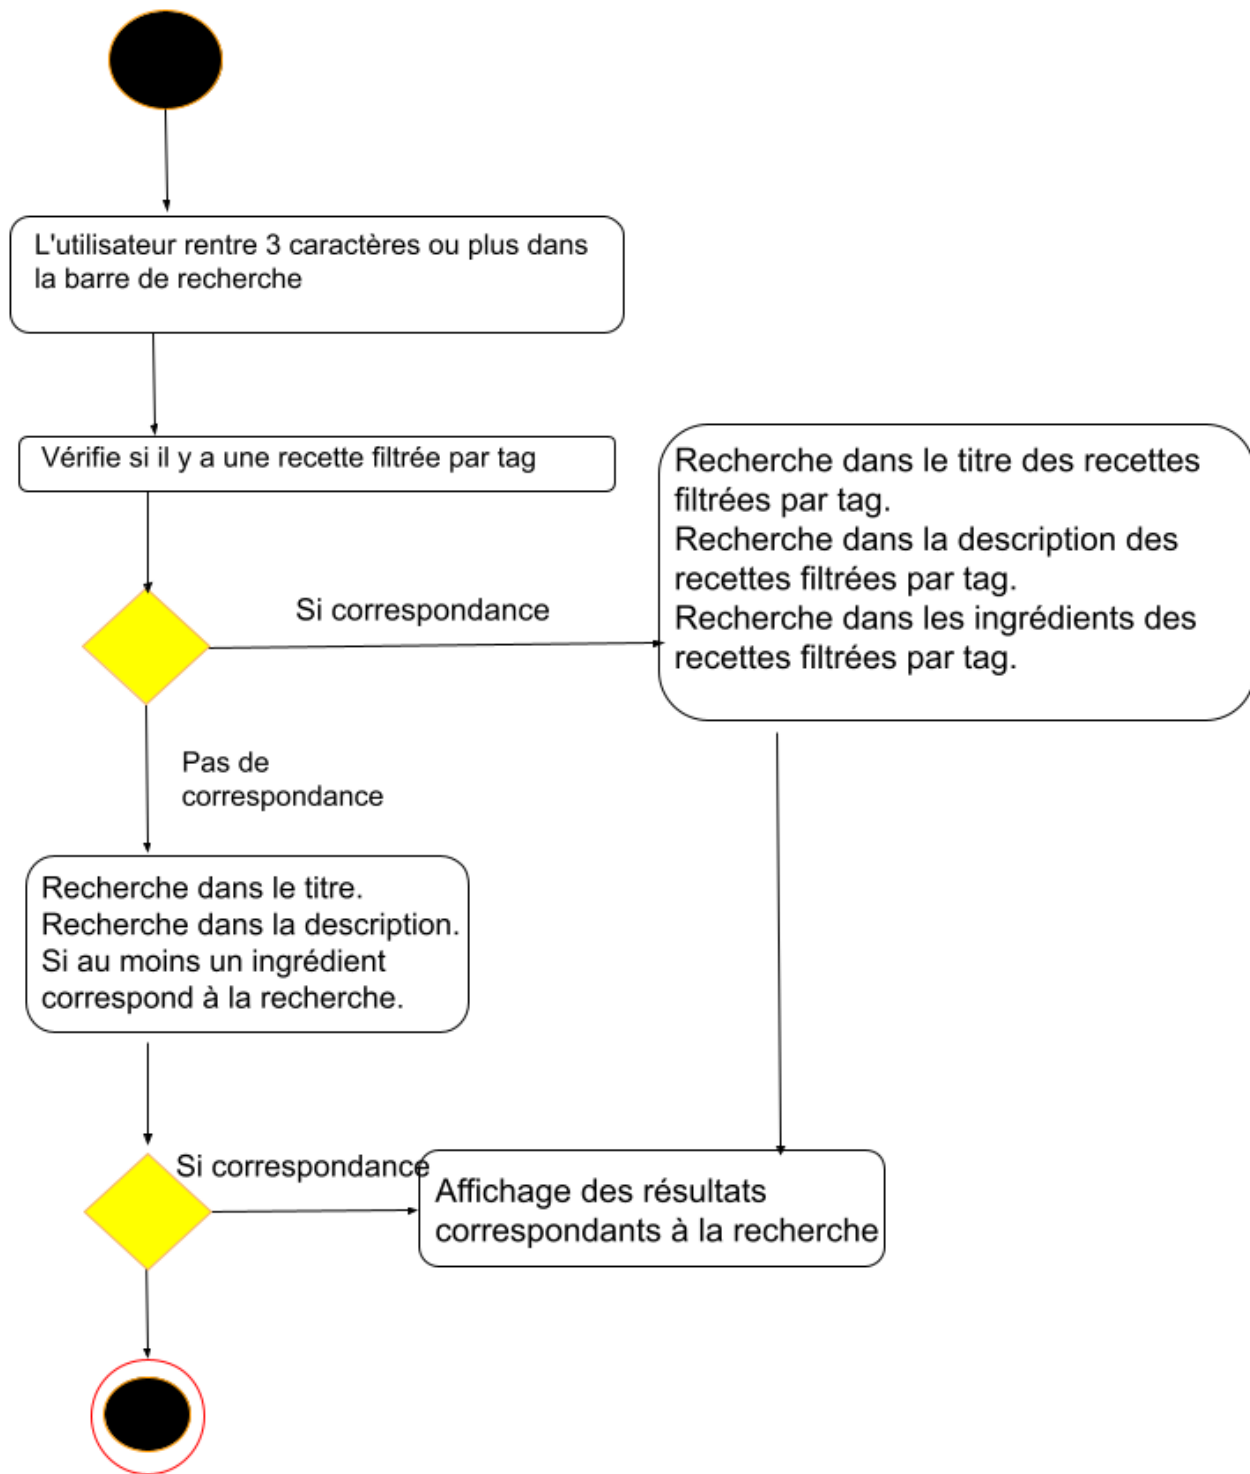 L'utilisateur rentre 3 caractères ou plus dans
la barre de recherche
Vérifie si il y a une recette filtrée par tag
Recherche dans le titre des recettes
filtrées par tag.
Recherche dans la description des
recettes filtrées par tag.
Recherche dans les ingrédients des
recettes filtrées par tag.
Si correspondance
Pas de
correspondance
Recherche dans le titre.
Recherche dans la description.
Si au moins un ingrédient
correspond à la recherche.
Si correspondance
Affichage des résultats
correspondants à la recherche